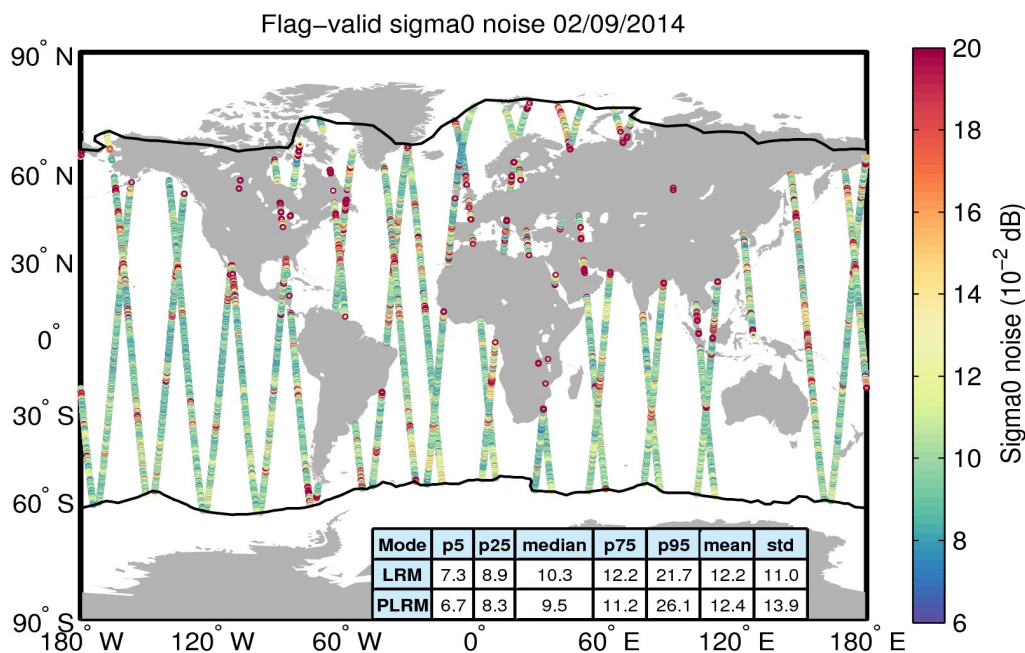 Flag−valid sigma0 noise 02/09/2014
90° N
60° N
30° N
0°
30° S
60° S
90° S
180° W
120° W
60° W
0°
60° E
120° E
180° E
Mode p5 p25 median p75 p95 mean std
LRM 7.3 8.9 10.3 12.2 21.7 12.2 11.0
PLRM 6.7 8.3 9.5 11.2 26.1 12.4 13.9
20
18
16
14
12
10
8
6
Sigma0 noise (10⁻² dB)